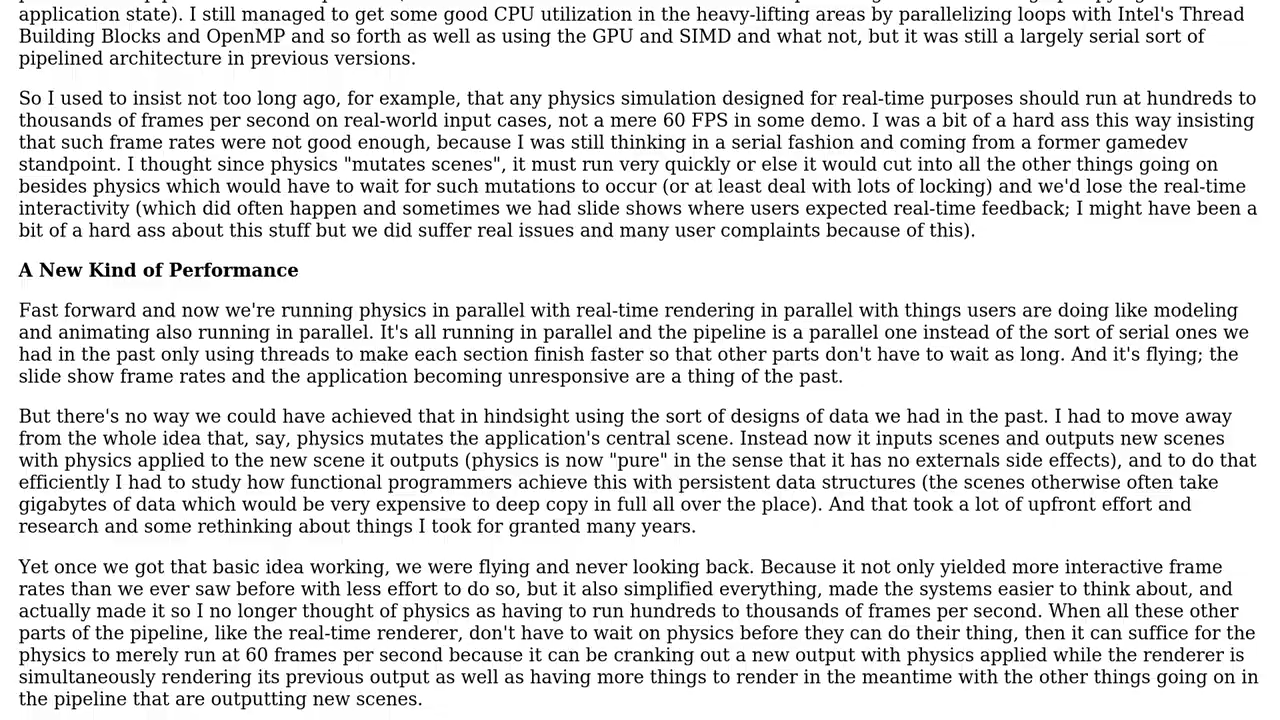 application state). I still managed to get some good CPU utilization in the heavy-lifting areas by parallelizing loops with Intel's Thread
Building Blocks and OpenMP and so forth as well as using the GPU and SIMD and what not, but it was still a largely serial sort of
pipelined architecture in previous versions.
So I used to insist not too long ago, for example, that any physics simulation designed for real-time purposes should run at hundreds to
thousands of frames per second on real-world input cases, not a mere 60 FPS in some demo. I was a bit of a hard ass this way insisting
that such frame rates were not good enough, because I was still thinking in a serial fashion and coming from a former gamedev
standpoint. I thought since physics "mutates scenes", it must run very quickly or else it would cut into all the other things going on
besides physics which would have to wait for such mutations to occur (or at least deal with lots of locking) and we'd lose the real-time
interactivity (which did often happen and sometimes we had slide shows where users expected real-time feedback; I might have been a
bit of a hard ass about this stuff but we did suffer real issues and many user complaints because of this).
A New Kind of Performance
Fast forward and now we're running physics in parallel with real-time rendering in parallel with things users are doing like modeling
and animating also running in parallel. It's all running in parallel and the pipeline is a parallel one instead of the sort of serial ones we
had in the past only using threads to make each section finish faster so that other parts don't have to wait as long. And it's flying; the
slide show frame rates and the application becoming unresponsive are a thing of the past.
But there's no way we could have achieved that in hindsight using the sort of designs of data we had in the past. I had to move away
from the whole idea that, say, physics mutates the application's central scene. Instead now it inputs scenes and outputs new scenes
with physics applied to the new scene it outputs (physics is now "pure" in the sense that it has no externals side effects), and to do that
efficiently I had to study how functional programmers achieve this with persistent data structures (the scenes otherwise often take
gigabytes of data which would be very expensive to deep copy in full all over the place). And that took a lot of upfront effort and
research and some rethinking about things I took for granted many years.
Yet once we got that basic idea working, we were flying and never looking back. Because it not only yielded more interactive frame
rates than we ever saw before with less effort to do so, but it also simplified everything, made the systems easier to think about, and
actually made it so I no longer thought of physics as having to run hundreds to thousands of frames per second. When all these other
parts of the pipeline, like the real-time renderer, don't have to wait on physics before they can do their thing, then it can suffice for the
physics to merely run at 60 frames per second because it can be cranking out a new output with physics applied while the renderer is
simultaneously rendering its previous output as well as having more things to render in the meantime with the other things going on in
the pipeline that are outputting new scenes.